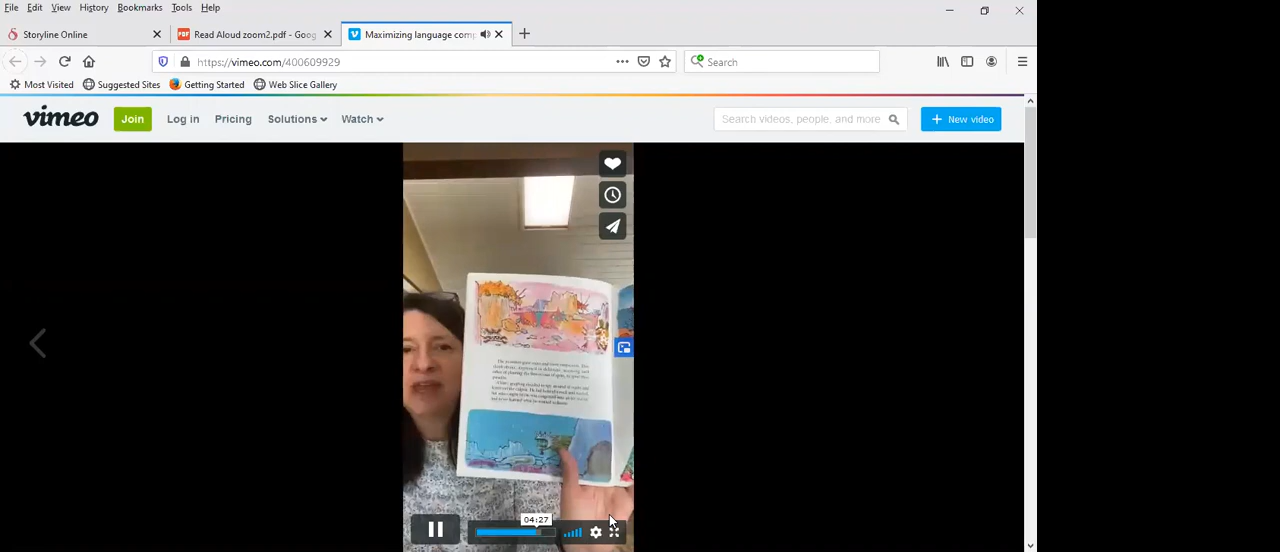 File Edit View History Bookmarks Tools Help
Storyline Online
PDF Read Aloud zoom2.pdf - Goog
Maximizing language comp
https://vimeo.com/400609929
Search
Most Visited Suggested Sites Getting Started Web Slice Gallery
vimeo Join Log in Pricing Solutions Watch
Search videos, people, and more
+ New video
04:27